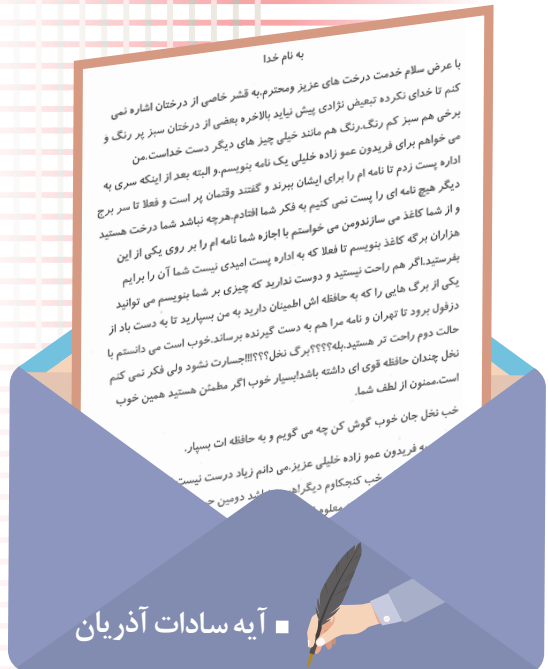 به نام خدا
با عرض سلام خدمت درخت های عزیز ومحترم.به قشر خاصی از درختان اشاره نمی
کنم تا خدای نکرده تبعیض نژادی پیش نیاید بالاخره بعضی از درختان سبز پر رنگ و
برخی هم سبز کم رنگ.رنگ هم مانند خیلی چیز های دیگر دست خداست.من
می خواهم برای فریدون عمو زاده خلیلی یک نامه بنویسم.و البته بعد از اینکه سری به
اداره پست زدم تا نامه ام را برای ایشان ببرند و گفتند وقتمان پر است و فعلا تا سر برج
دیگر هیچ نامه ای را پست نمی کنیم به فکر شما افتادم.هرچه نباشد شما درخت هستید
و از شما کاغذ می سازندومن می خواستم با اجازه شما نامه ام را بر روی یکی از این
هزاران برگه کاغذ بنویسم تا فعلا که به اداره پست امیدی نیست شما آن را برایم
بفرستید.اگر هم راحت نیستید و دوست ندارید که چیزی بر شما بنویسم می توانید
یکی از برگ هایی را که به حافظه اش اطمینان دارید به من بسپارید تا به دست باد از
دزفول برود تا تهران و نامه مرا هم به دست گیرنده برساند.خوب است می دانستم با
حالت دوم راحت تر هستید.بله؟؟؟؟برگ نخل؟؟؟!!!جسارت نشود ولی فکر نمی کنم
نخل چندان حافظه قوی ای داشته باشد!بسیار خوب اگر مطمئن هستید همین خوب
است.ممنون از لطف شما.
خب نخل جان خوب گوش کن چه می گویم و به حافظه ات بسپار.
به فریدون عمو زاده خلیلی عزیز.می دانم زیاد درست نیست
خب کنجکاوم دیگر! دومین
آیه سادات آذریان